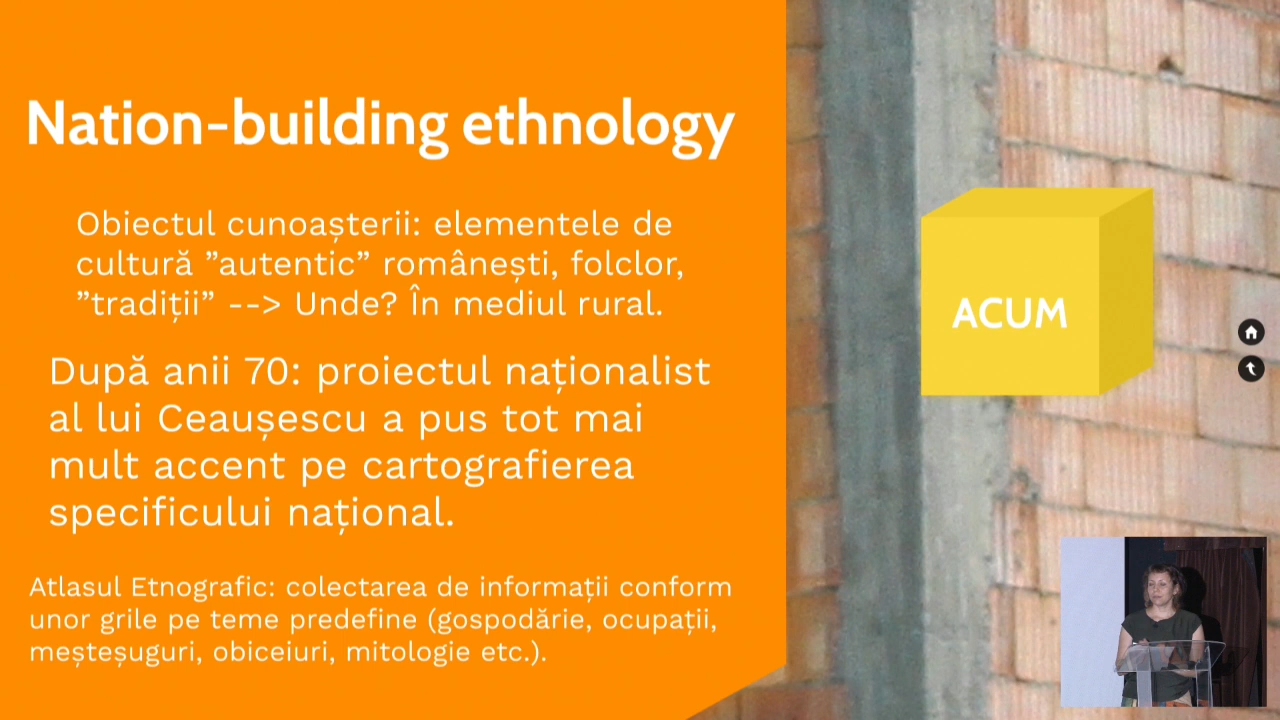 Nation-building ethnology
Obiectul cunoașterii: elementele de
cultură ”autentic” românești, folclor,
”tradiții” --> Unde? În mediul rural.
După anii 70: proiectul naționalist
al lui Ceaușescu a pus tot mai
mult accent pe cartografierea
specificului național.
Atlasul Etnografic: colectarea de informații conform
unor grile pe teme predefine (gospodărie, ocupații,
meșteșuguri, obiceiuri, mitologie etc.).
ACUM